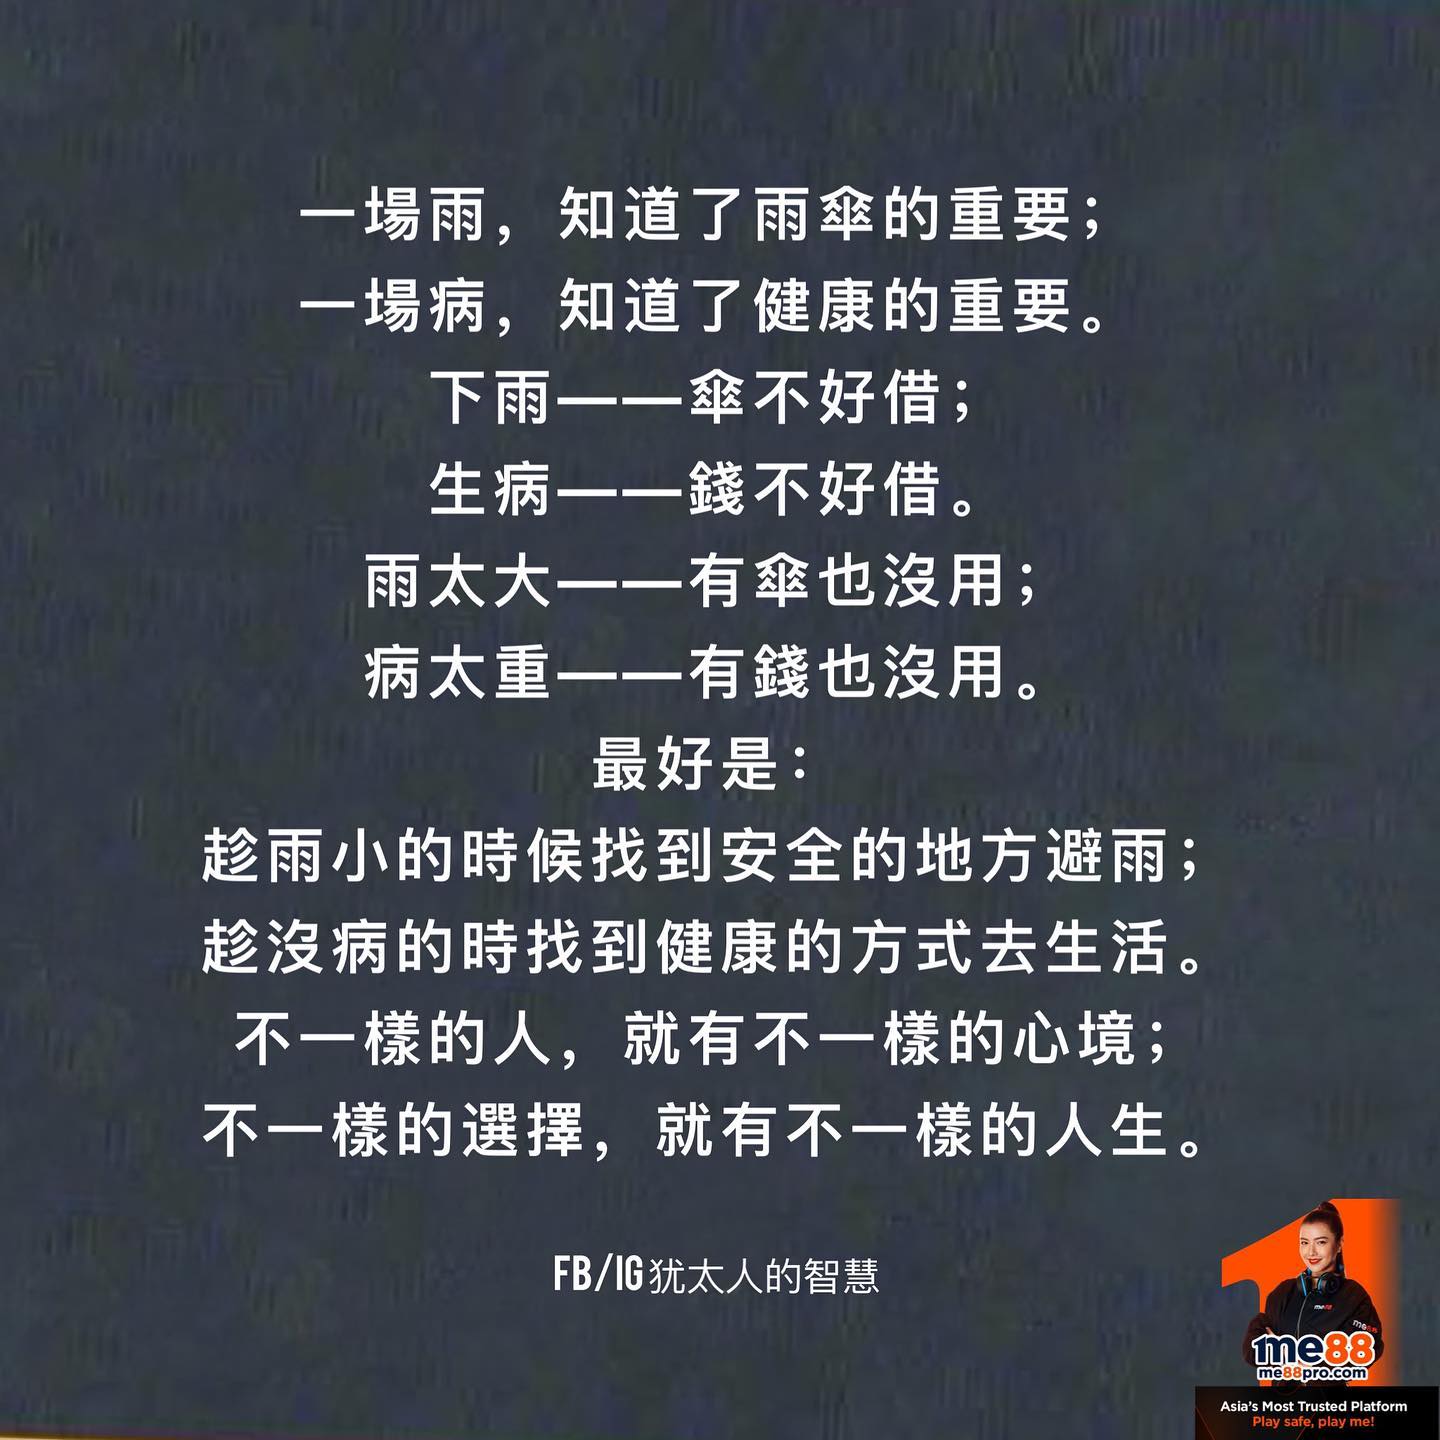 一場雨，知道了雨傘的重要；
一場病，知道了健康的重要。
下雨——傘不好借；
生病——錢不好借。
雨太大——有傘也沒用；
病太重——有錢也沒用。
最好是：
趁雨小的時候找到安全的地方避雨；
趁沒病的時找到健康的方式去生活。
不一樣的人，就有不一樣的心境；
不一樣的選擇，就有不一樣的人生。
FB/IG犹太人的智慧
1
me88
me88
me88
me88pro.com
Asia's Most Trusted Platform
Play safe, play me!